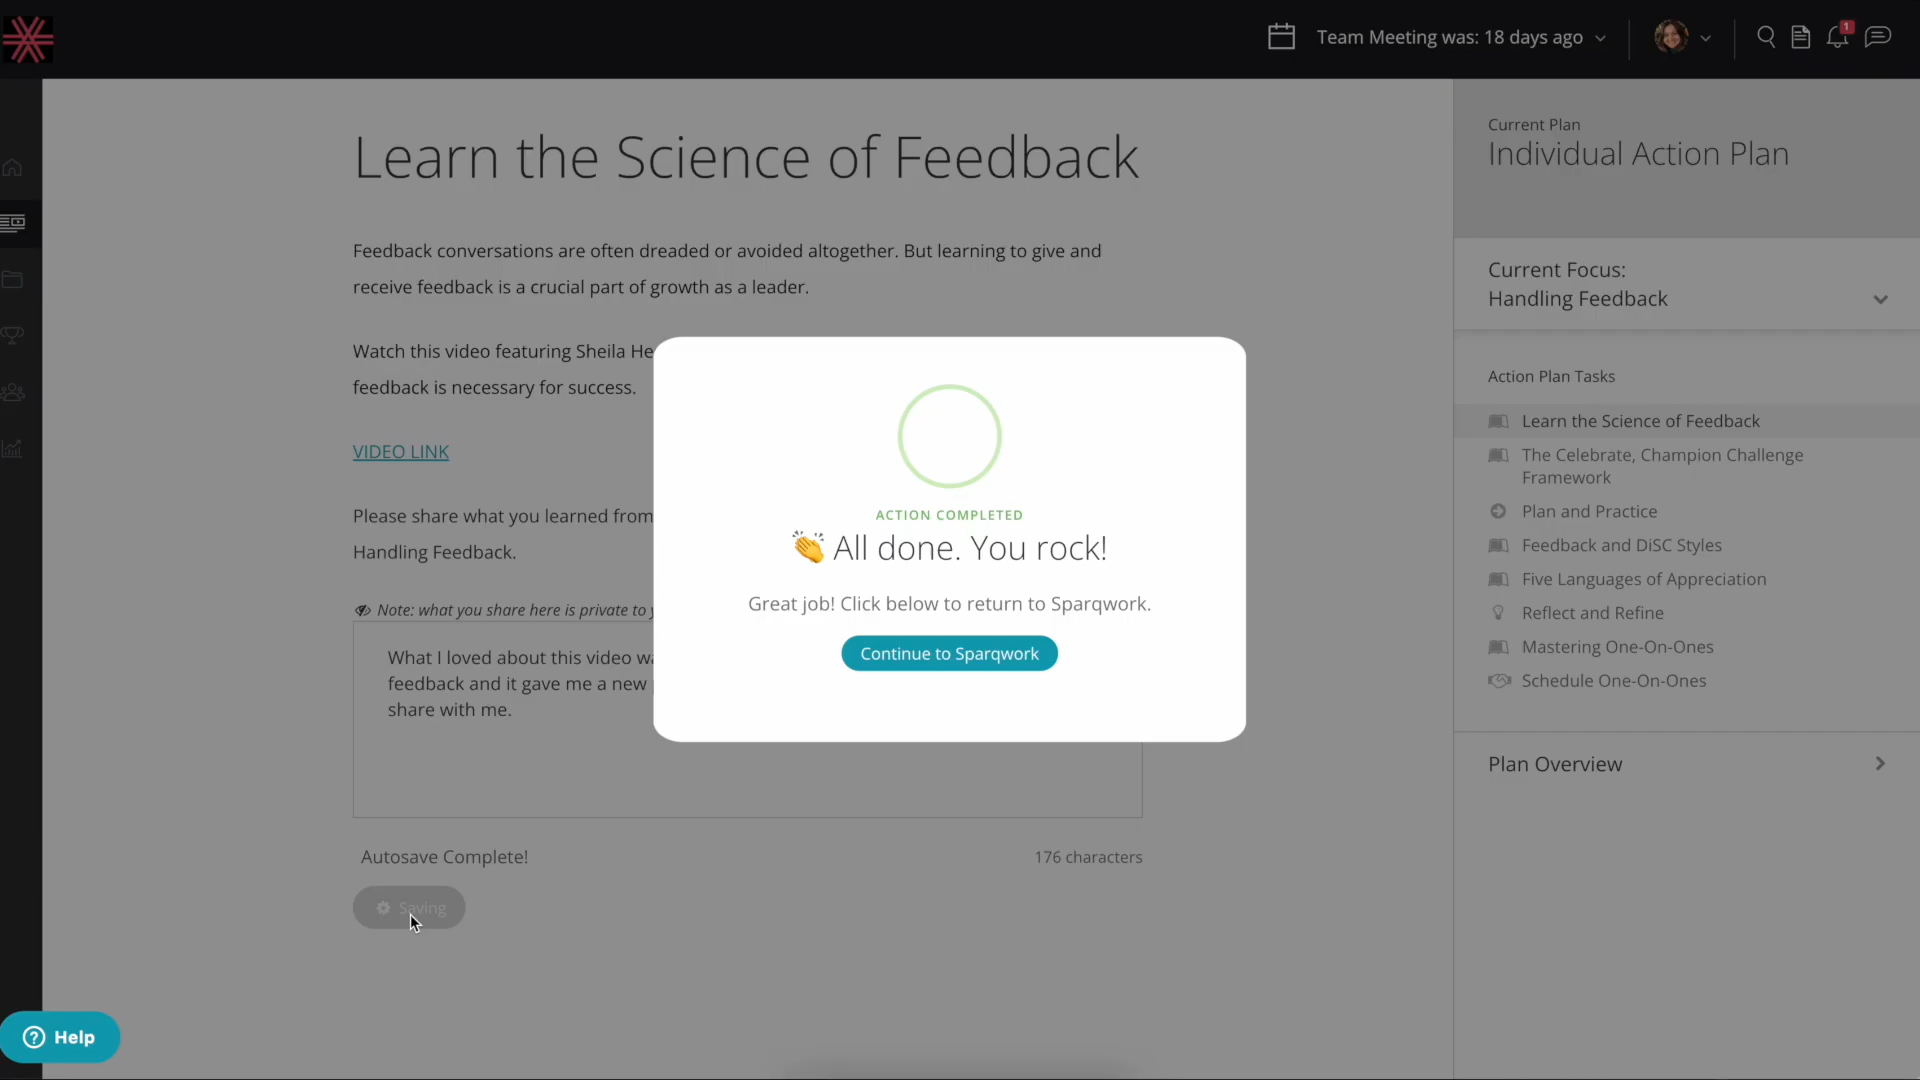 Team Meeting was: 18 days ago
1
Learn the Science of Feedback
Feedback conversations are often dreaded or avoided altogether. But learning to give and
receive feedback is a crucial part of growth as a leader.
Watch this video featuring Sheila He
feedback is necessary for success.
VIDEO LINK
Please share what you learned from
Handling Feedback.
Note: what you share here is private to
What I loved about this video wa
feedback and it gave me a new
share with me.
Autosave Complete!
176 characters
Saving
Help
ACTION COMPLETED
👏 All done. You rock!
Great job! Click below to return to Sparqwork.
Continue to Sparqwork
Current Plan
Individual Action Plan
Current Focus:
Handling Feedback
Action Plan Tasks
Learn the Science of Feedback
The Celebrate, Champion Challenge
Framework
Plan and Practice
Feedback and DiSC Styles
Five Languages of Appreciation
Reflect and Refine
Mastering One-On-Ones
Schedule One-On-Ones
Plan Overview